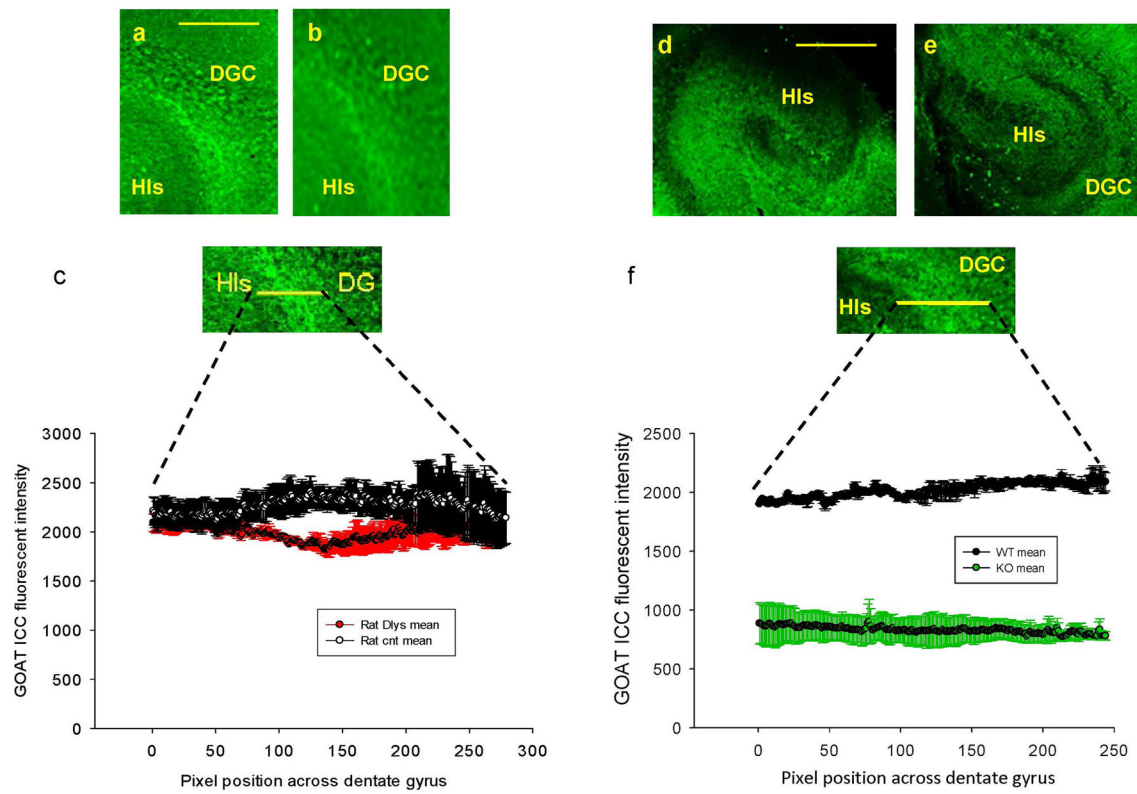 a
DGC
HIs
b
DGC
HIs
d
HIs
e
HIs
DGC
c
HIs
DG
3000
2500
2000
1500
1000
500
0
GOAT ICC fluorescent intensity
Rat Dlys mean
Rat cnt mean
0 50 100 150 200 250 300
Pixel position across dentate gyrus
f
DGC
HIs
2500
2000
1500
1000
500
0
GOAT ICC fluorescent intensity
WT mean
KO mean
0 50 100 150 200 250
Pixel position across dentate gyrus